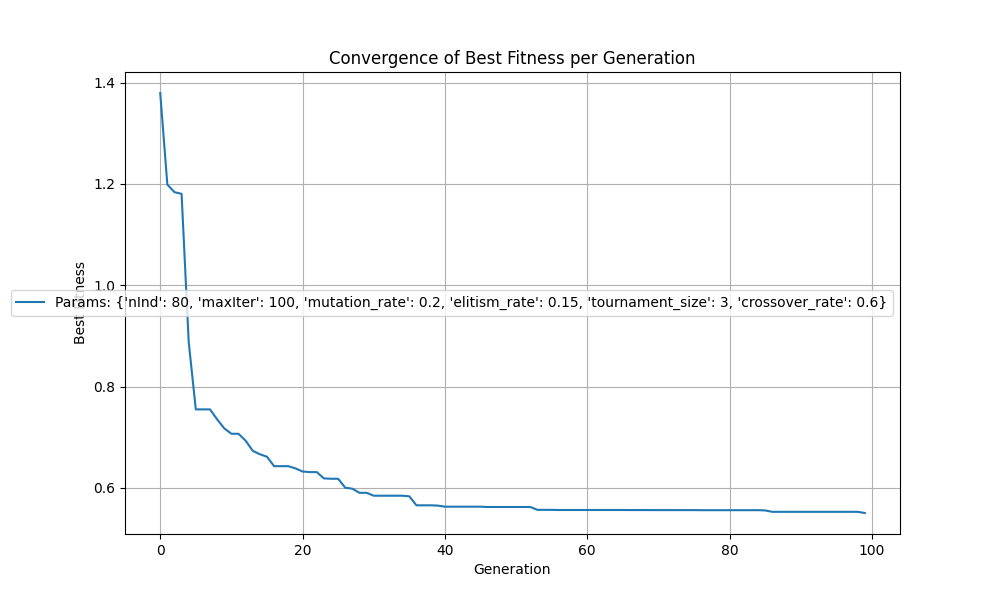 Convergence of Best Fitness per Generation
1.4
1.2
1.0
0.8
0.6
Best
Params: {'nInd': 80, 'maxIter': 100, 'mutation_rate': 0.2, 'elitism_rate': 0.15, 'tournament_size': 3, 'crossover_rate': 0.6}
0
20
40
60
80
100
Generation